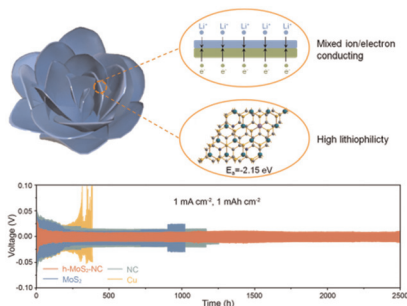 Li⁺ Li⁺ Li⁺ Li⁺ Li⁺
e⁻ e⁻ e⁻ e⁻ e⁻
Mixed ion/electron
conducting
High lithiophilicity
Eₐ=-2.15 eV
1 mA cm⁻², 1 mAh cm⁻²
Voltage (V)
0.10
0.05
0.00
-0.05
-0.10
h-MoS₂-NC
NC
MoS₂
Cu
0
500
1000
1500
2000
2500
Time (h)